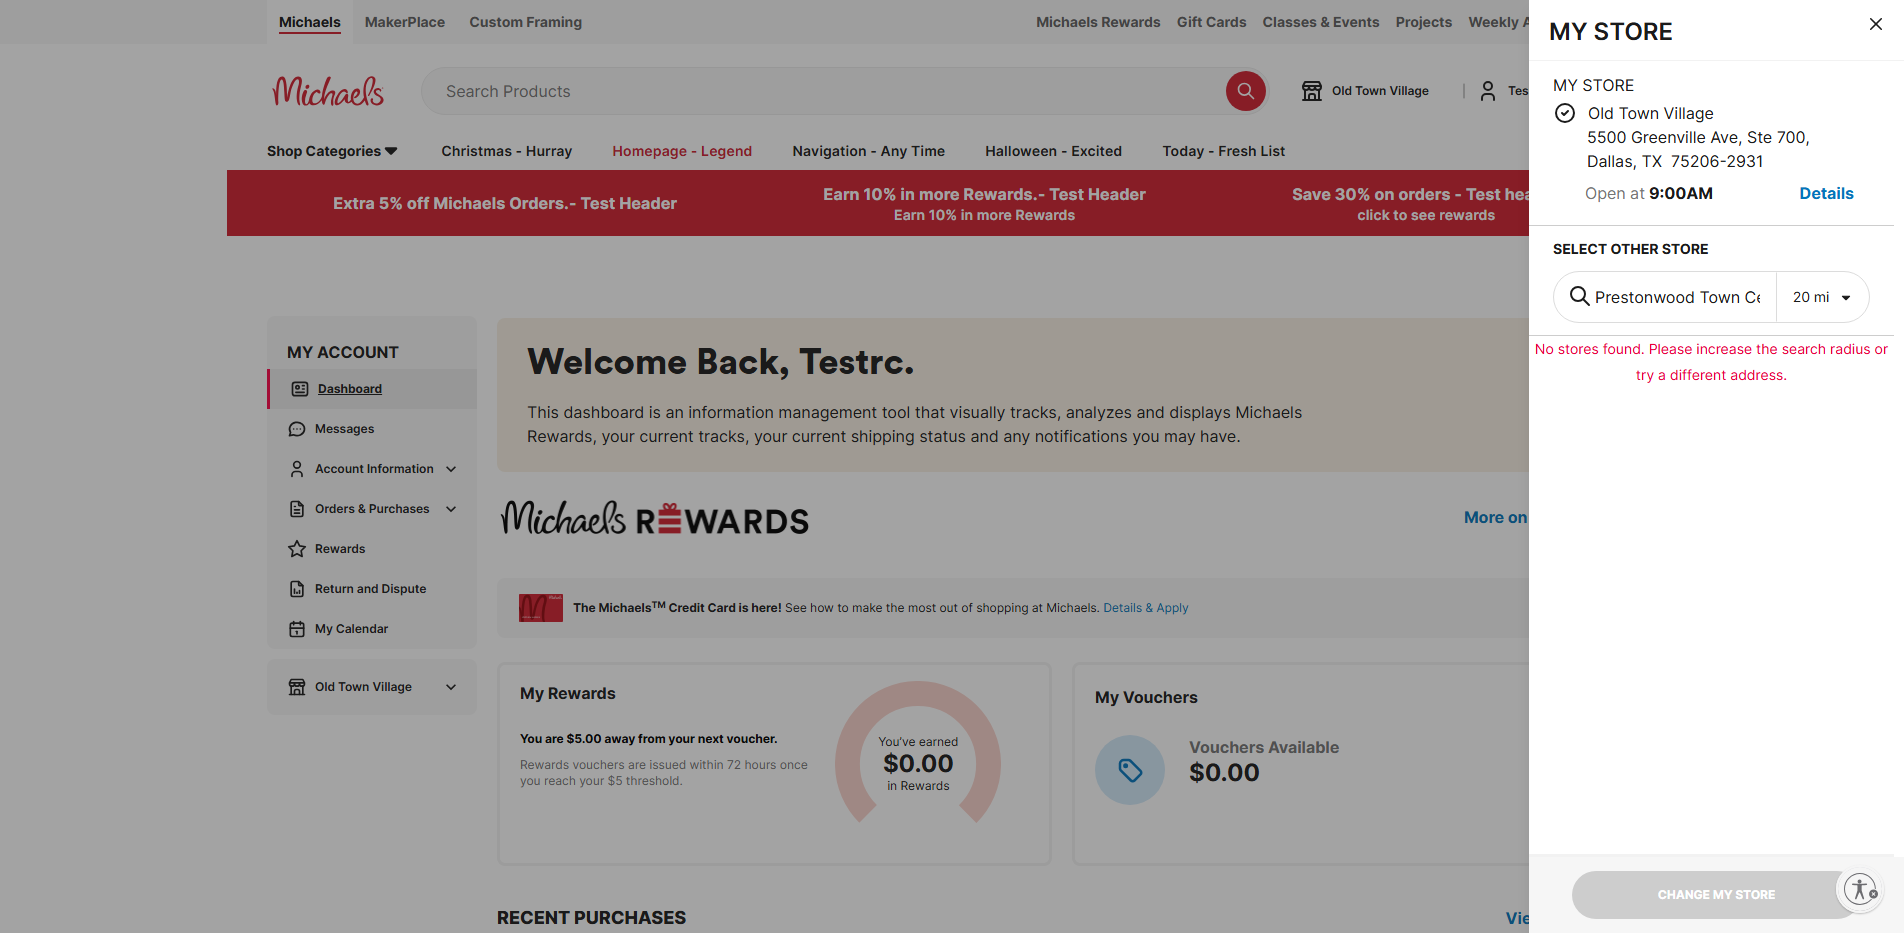 Michaels
MakerPlace
Custom Framing
Michaels Rewards
Gift Cards
Classes & Events
Projects
Weekly A
Michaels
Search Products
Old Town Village
Tes
Shop Categories
Christmas - Hurray
Homepage - Legend
Navigation - Any Time
Halloween - Excited
Today - Fresh List
Extra 5% off Michaels Orders.- Test Header
Earn 10% in more Rewards.- Test Header
Earn 10% in more Rewards
Save 30% on orders - Test hea
click to see rewards
MY ACCOUNT
Dashboard
Messages
Account Information
Orders & Purchases
Rewards
Return and Dispute
My Calendar
Old Town Village
Welcome Back, Testrc.
This dashboard is an information management tool that visually tracks, analyzes and displays Michaels
Rewards, your current tracks, your current shipping status and any notifications you may have.
Michaels REWARDS
More on
The Michaels™ Credit Card is here! See how to make the most out of shopping at Michaels. Details & Apply
My Rewards
You are $5.00 away from your next voucher.
Rewards vouchers are issued within 72 hours once
you reach your $5 threshold.
You've earned
$0.00
in Rewards
My Vouchers
Vouchers Available
$0.00
RECENT PURCHASES
Vie
MY STORE
MY STORE
Old Town Village
5500 Greenville Ave, Ste 700,
Dallas, TX 75206-2931
Open at 9:00AM
Details
SELECT OTHER STORE
Prestonwood Town Ce
20 mi
No stores found. Please increase the search radius or
try a different address.
CHANGE MY STORE